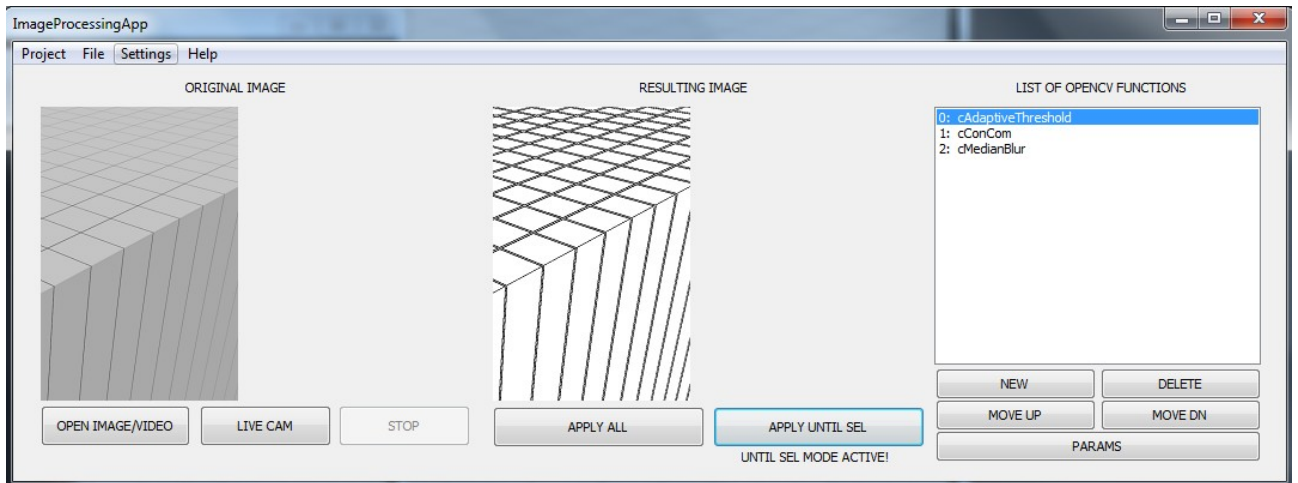 ImageProcessingApp
Project File Settings Help
ORIGINAL IMAGE
RESULTING IMAGE
LIST OF OPENCV FUNCTIONS
0: cAdaptiveThreshold
1: cConCom
2: cMedianBlur
NEW DELETE
MOVE UP MOVE DN
PARAMS
OPEN IMAGE/VIDEO LIVE CAM STOP
APPLY ALL APPLY UNTIL SEL
UNTIL SEL MODE ACTIVE!